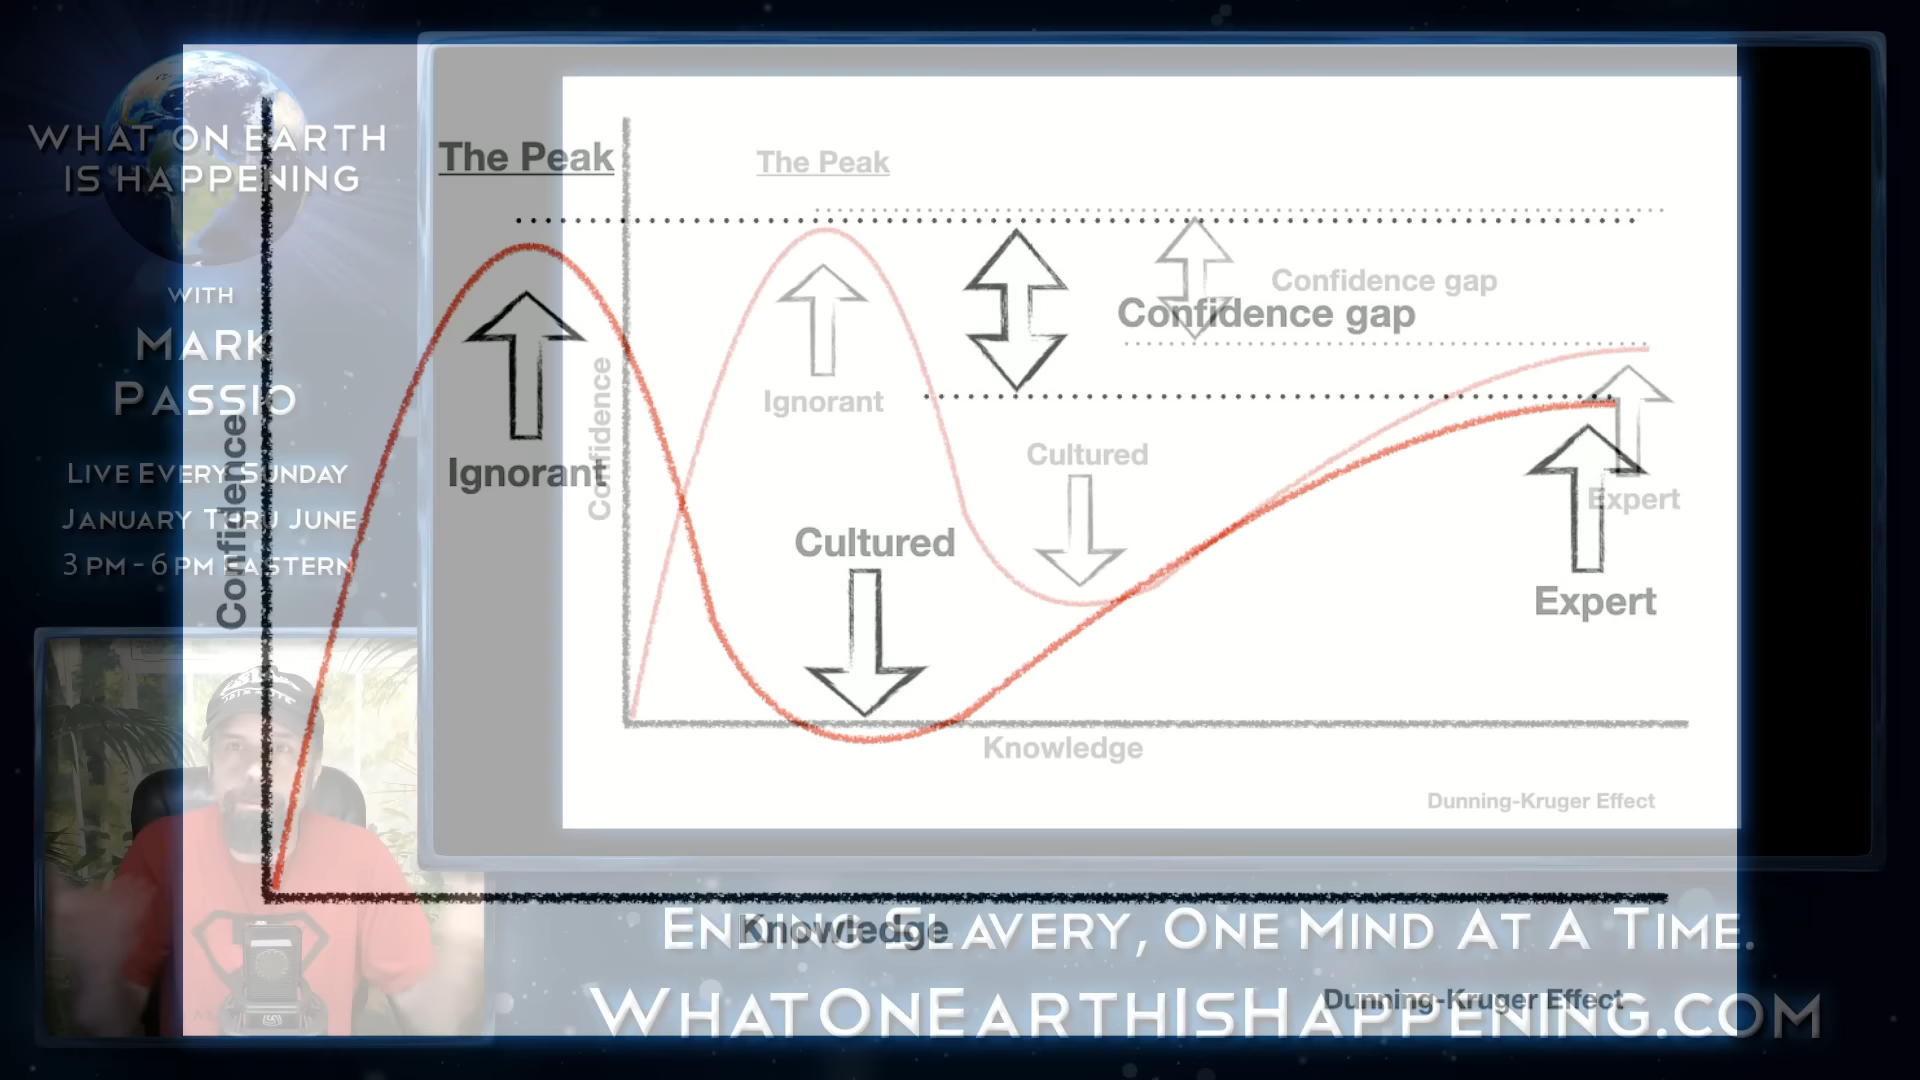 WHAT ON EARTH
IS HAPPENING
WITH
MARK
PASSIO
LIVE EVERY SUNDAY
JANUARY THRU JUNE
3 PM - 6 PM EASTERN
The Peak
Confidence gap
Ignorant
Cultured
Expert
Confidence
Knowledge
Dunning-Kruger Effect
The Peak
Confidence gap
Ignorant
Cultured
Expert
Confidence
Knowledge
Dunning-Kruger Effect
ENDING SLAVERY, ONE MIND AT A TIME.
WHATONEARTHISHAPPENING.COM